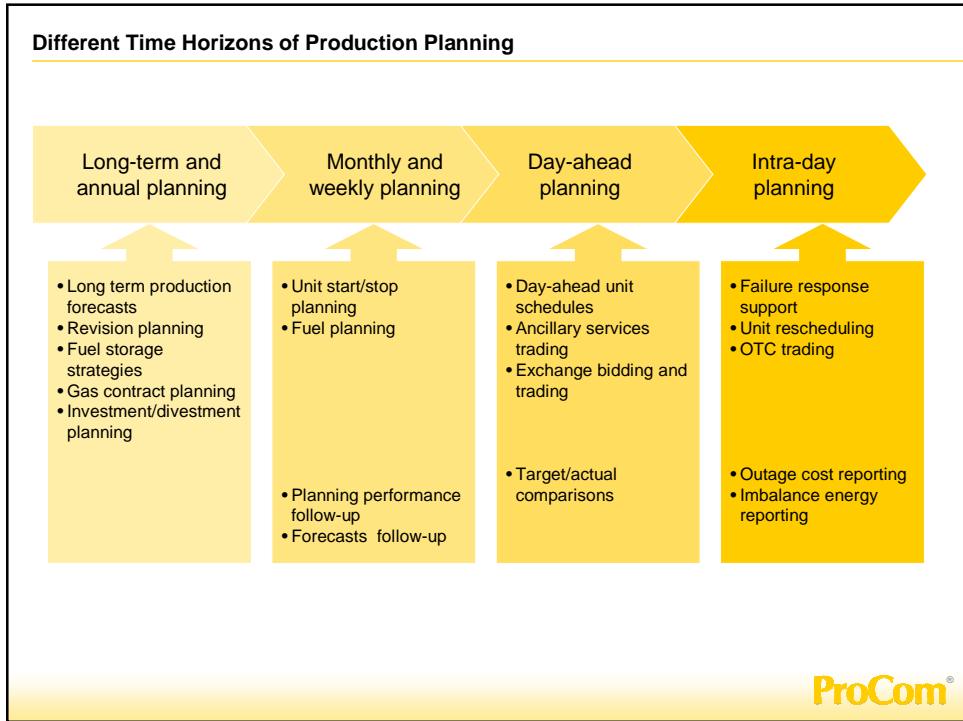 Different Time Horizons of Production Planning
Long-term and
annual planning
Monthly and
weekly planning
Day-ahead
planning
Intra-day
planning
• Long term production
forecasts
• Revision planning
• Fuel storage
strategies
• Gas contract planning
• Investment/divestment
planning
• Unit start/stop
planning
• Fuel planning
• Planning performance
follow-up
• Forecasts  follow-up
• Day-ahead unit
schedules
• Ancillary services
trading
• Exchange bidding and
trading
• Target/actual
comparisons
• Failure response
support
• Unit rescheduling
• OTC trading
• Outage cost reporting
• Imbalance energy
reporting
ProCom®